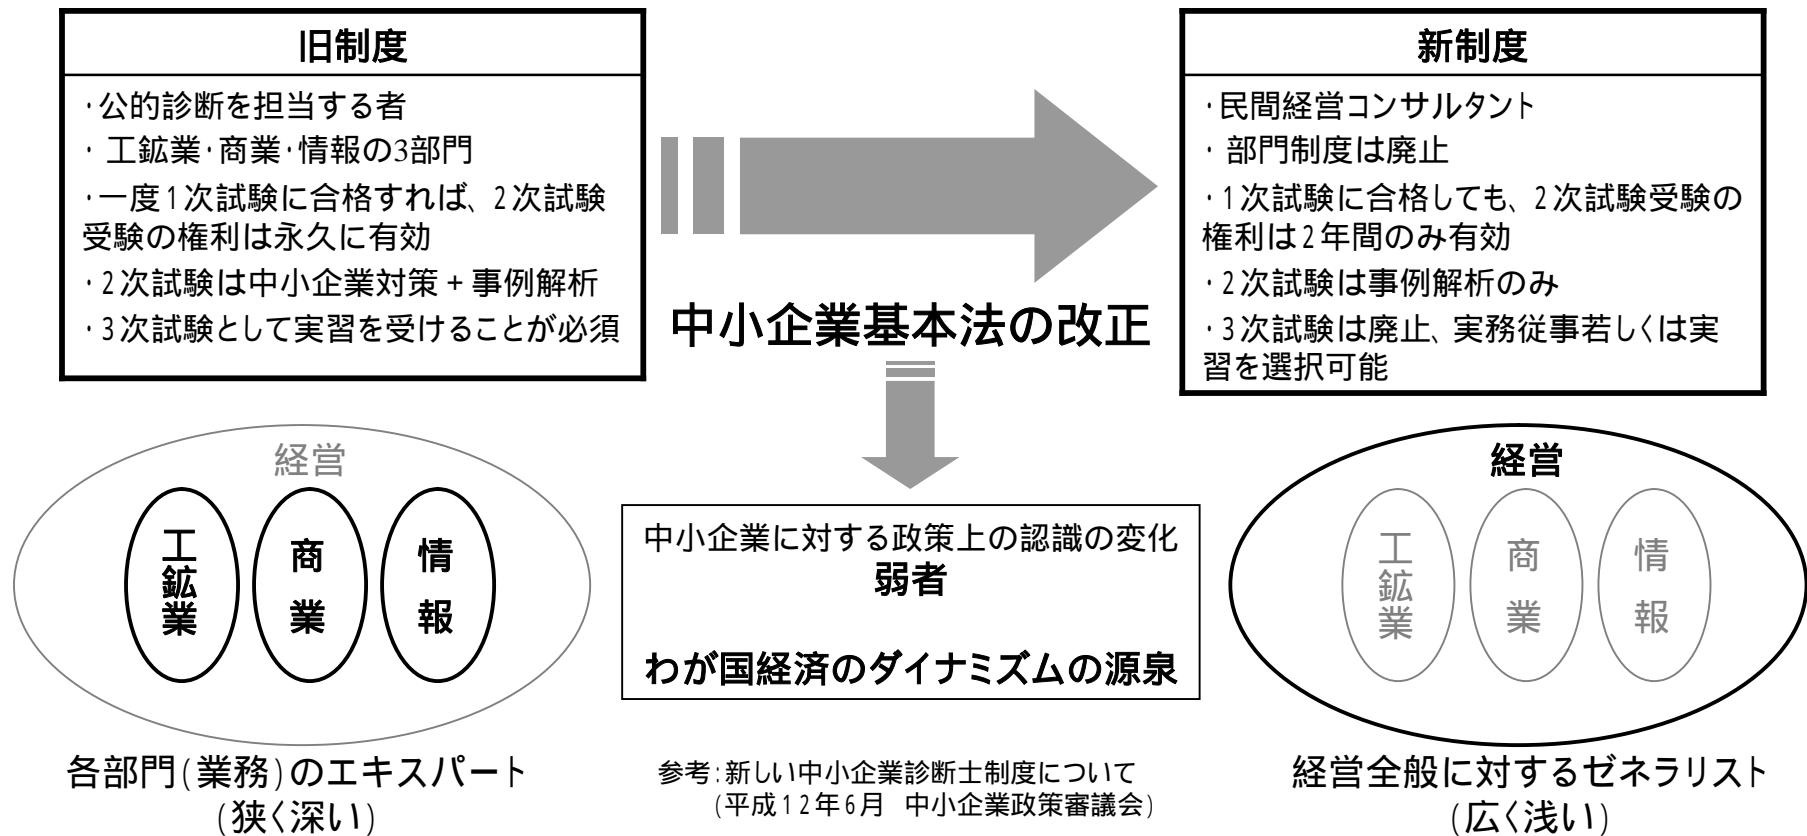 旧制度
・公的診断を担当する者
・ 工鉱業・商業・情報の3部門
・一度1次試験に合格すれば、2次試験
受験の権利は永久に有効
・2次試験は中小企業対策+事例解析
・3次試験として実習を受けることが必須
中小企業基本法の改正
新制度
・民間経営コンサルタント
・ 部門制度は廃止
・1次試験に合格しても、2次試験受験の
権利は2年間のみ有効
・2次試験は事例解析のみ
・3次試験は廃止、実務従事若しくは実
習を選択可能
経営
工鉱業
商業
情報
各部門(業務)のエキスパート
(狭く深い)
中小企業に対する政策上の認識の変化
弱者
わが国経済のダイナミズムの源泉
参考:新しい中小企業診断士制度について
(平成12年6月 中小企業政策審議会)
経営
工鉱業
商業
情報
経営全般に対するゼネラリスト
(広く浅い)